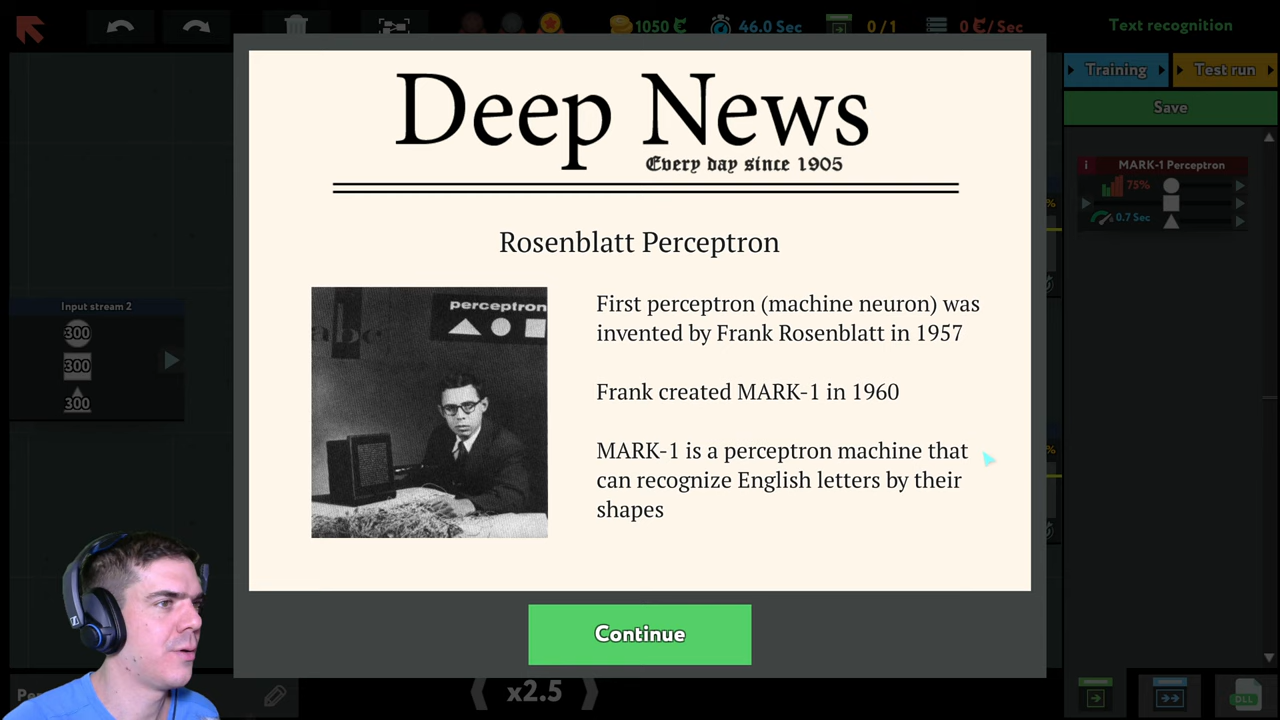 1050 
46.0 Sec
0/1
0 €/Sec
Text recognition
Training
Test run
Save
Deep News
Every day since 1905
Rosenblatt Perceptron
perceptron
abc
First perceptron (machine neuron) was
invented by Frank Rosenblatt in 1957
Frank created MARK-1 in 1960
MARK-1 is a perceptron machine that
can recognize English letters by their
shapes
Continue
Input stream 2
300
300
300
MARK-1 Perceptron
75%
0.7 Sec
x2.5
DLL